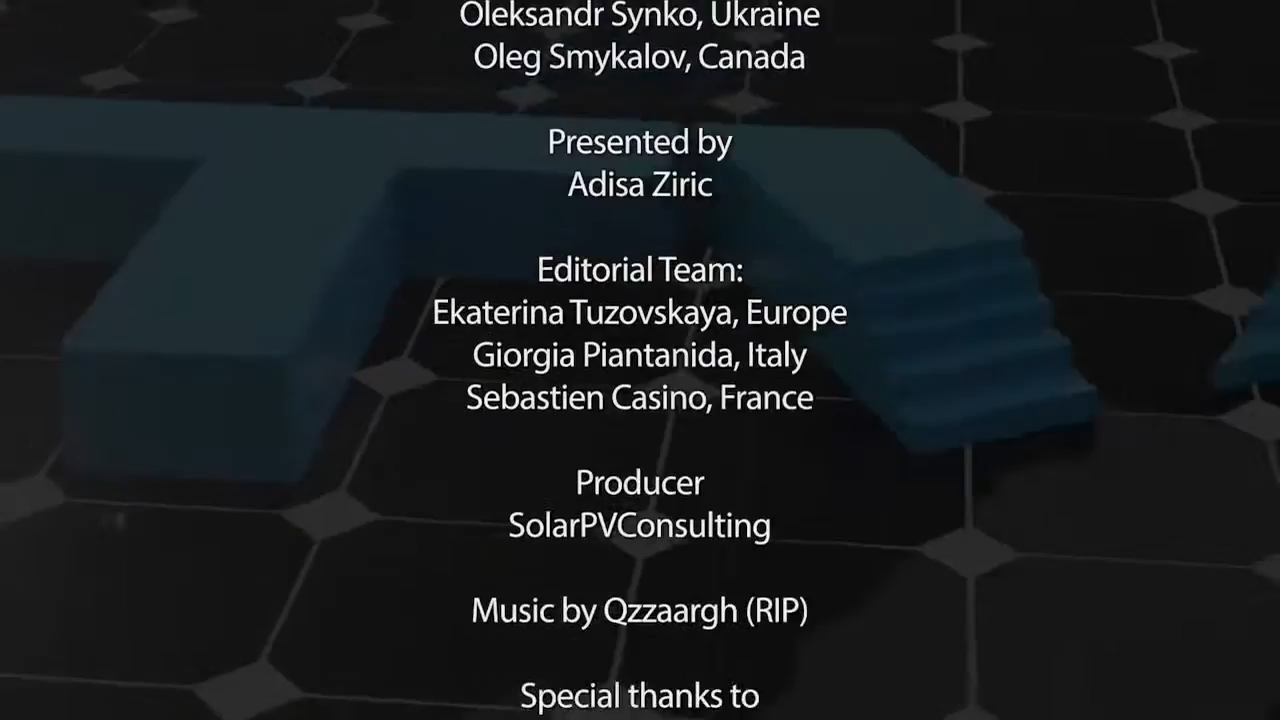 Oleksandr Synko, Ukraine
Oleg Smykalov, Canada
Presented by
Adisa Ziric
Editorial Team:
Ekaterina Tuzovskaya, Europe
Giorgia Piantanida, Italy
Sebastien Casino, France
Producer
SolarPVConsulting
Music by Qzzaargh (RIP)
Special thanks to